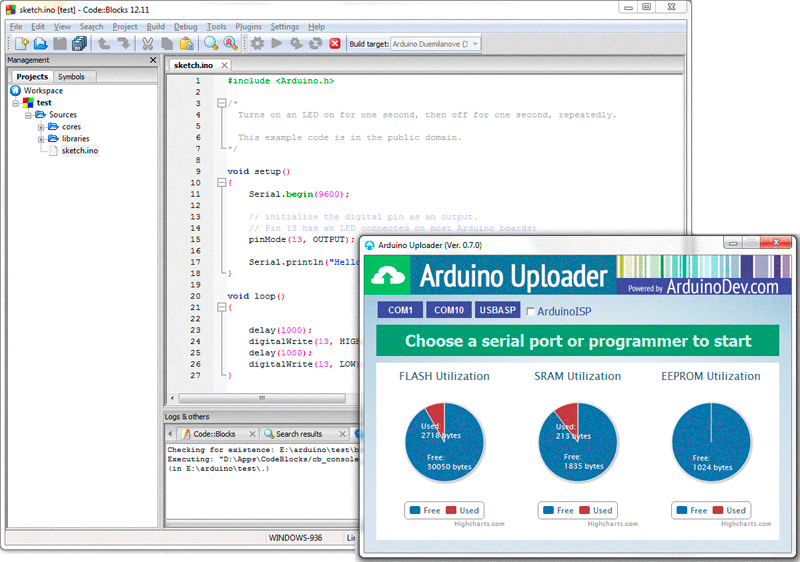 sketch.ino [test] - Code::Blocks 12.11
File Edit View Search Project Build Debug Tools Plugins Settings Help
Build target: Arduino Duemilanove (3
Management
Projects Symbols
Workspace
test
Sources
cores
libraries
sketch.ino
sketch.ino
1 #include <Arduino.h>
2
3 /*
4 Turns on an LED on for one second, then off for one second, repeatedly.
5
6 This example code is in the public domain.
7 */
8
9 void setup()
10 {
11 Serial.begin(9600);
12
13 // initialize the digital pin as an output.
14 // Pin 13 has an LED connected on most Arduino boards:
15 pinMode(13, OUTPUT);
16
17 Serial.println("Hello
18 }
19
20 void loop()
21 {
22
23 delay(1000);
24 digitalWrite(13, HIGH
25 delay(1000);
26 digitalWrite(13, LOW)
27 }
Logs & others
Code::Blocks Search results
Checking for existence: E:\arduino\test\b
Executing: "D:\Apps\CodeBlocks/cb_console
(in E:\arduino\test\.)
WINDOWS-936 Li
Arduino Uploader (Ver. 0.7.0)
Arduino Uploader
Powered by ArduinoDev.com
COM1 COM10 USBASP ArduinoISP
Choose a serial port or programmer to start
FLASH Utilization SRAM Utilization EEPROM Utilization
Used:
2718 bytes
Free:
30050 bytes
Used:
213 bytes
Free:
1835 bytes
Free:
1024 bytes
Free Used
Free Used
Free Used
Highcharts.com
Highcharts.com
Highcharts.com